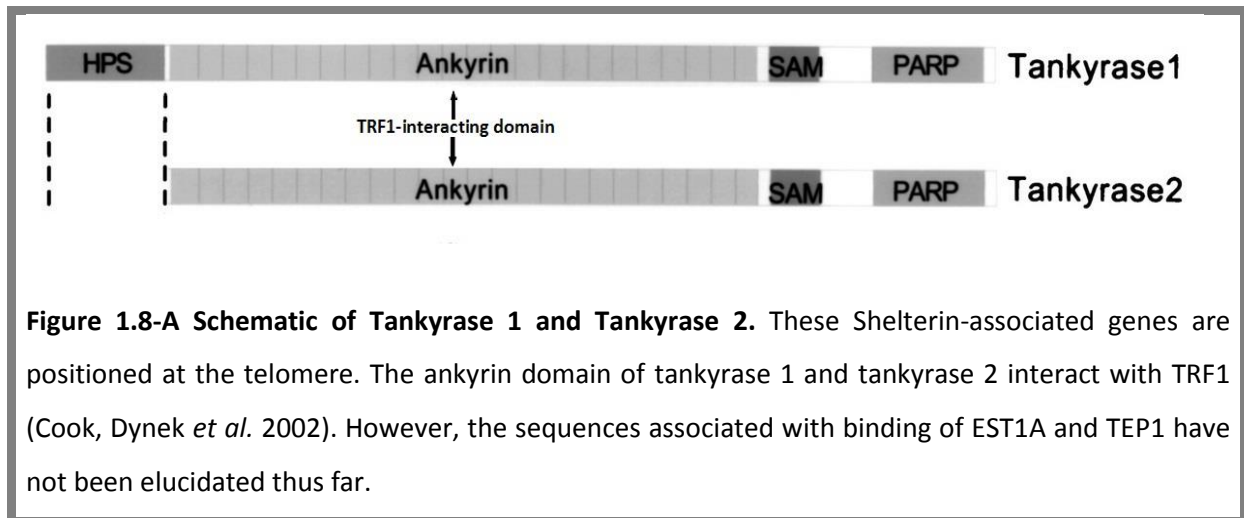 HPS Ankyrin SAM PARP Tankyrase1
TRF1-interacting domain
Ankyrin SAM PARP Tankyrase2
Figure 1.8-A Schematic of Tankyrase 1 and Tankyrase 2. These Shelterin-associated genes are
positioned at the telomere. The ankyrin domain of tankyrase 1 and tankyrase 2 interact with TRF1
(Cook, Dynek et al. 2002). However, the sequences associated with binding of EST1A and TEP1 have
not been elucidated thus far.